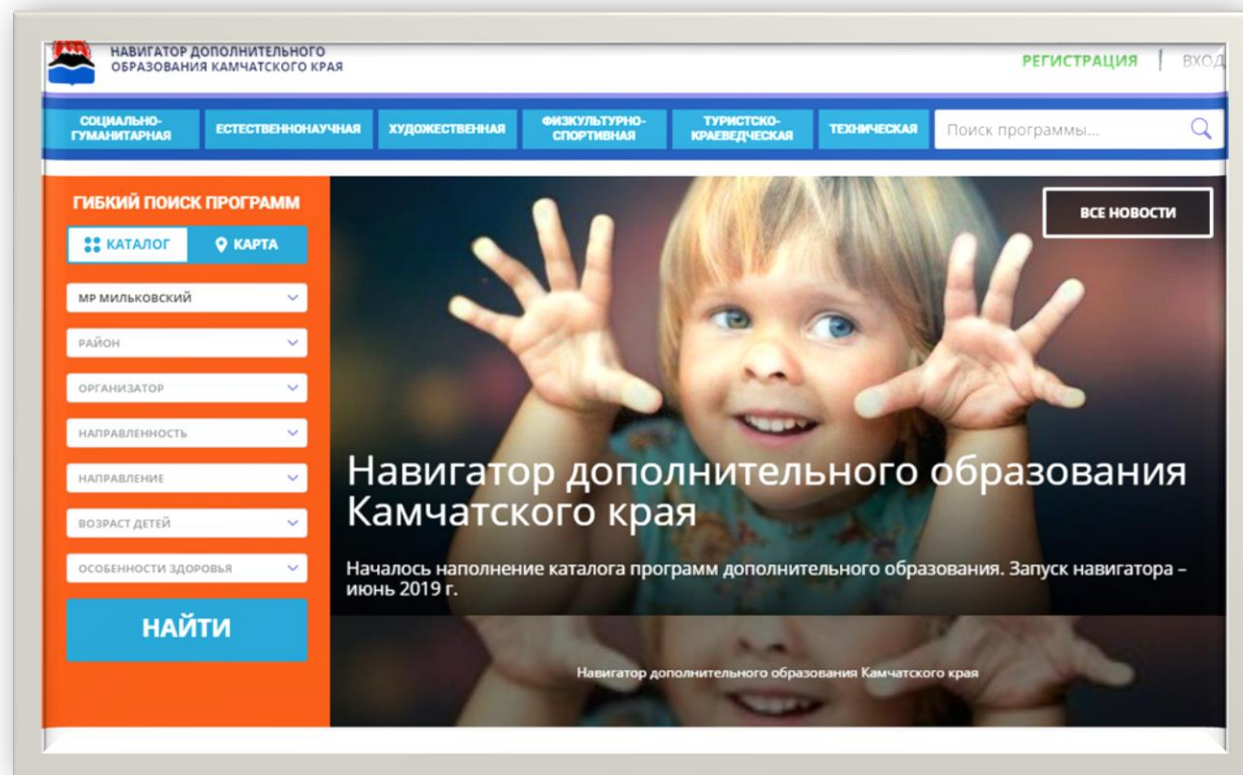 НАВИГАТОР ДОПОЛНИТЕЛЬНОГО
ОБРАЗОВАНИЯ КАМЧАТСКОГО КРАЯ
РЕГИСТРАЦИЯ | ВХОД
СОЦИАЛЬНО-
ГУМАНИТАРНАЯ
ЕСТЕСТВЕННОНАУЧНАЯ
ХУДОЖЕСТВЕННАЯ
ФИЗКУЛЬТУРНО-
СПОРТИВНАЯ
ТУРИСТСКО-
КРАЕВЕДЧЕСКАЯ
ТЕХНИЧЕСКАЯ
Поиск программы...
ГИБКИЙ ПОИСК ПРОГРАММ
КАТАЛОГ
КАРТА
МР МИЛЬКОВСКИЙ
РАЙОН
ОРГАНИЗАТОР
НАПРАВЛЕННОСТЬ
НАПРАВЛЕНИЕ
ВОЗРАСТ ДЕТЕЙ
ОСОБЕННОСТИ ЗДОРОВЬЯ
НАЙТИ
ВСЕ НОВОСТИ
Навигатор дополнительного образования
Камчатского края
Началось наполнение каталога программ дополнительного образования. Запуск навигатора –
июнь 2019 г.
Навигатор дополнительного образования Камчатского края